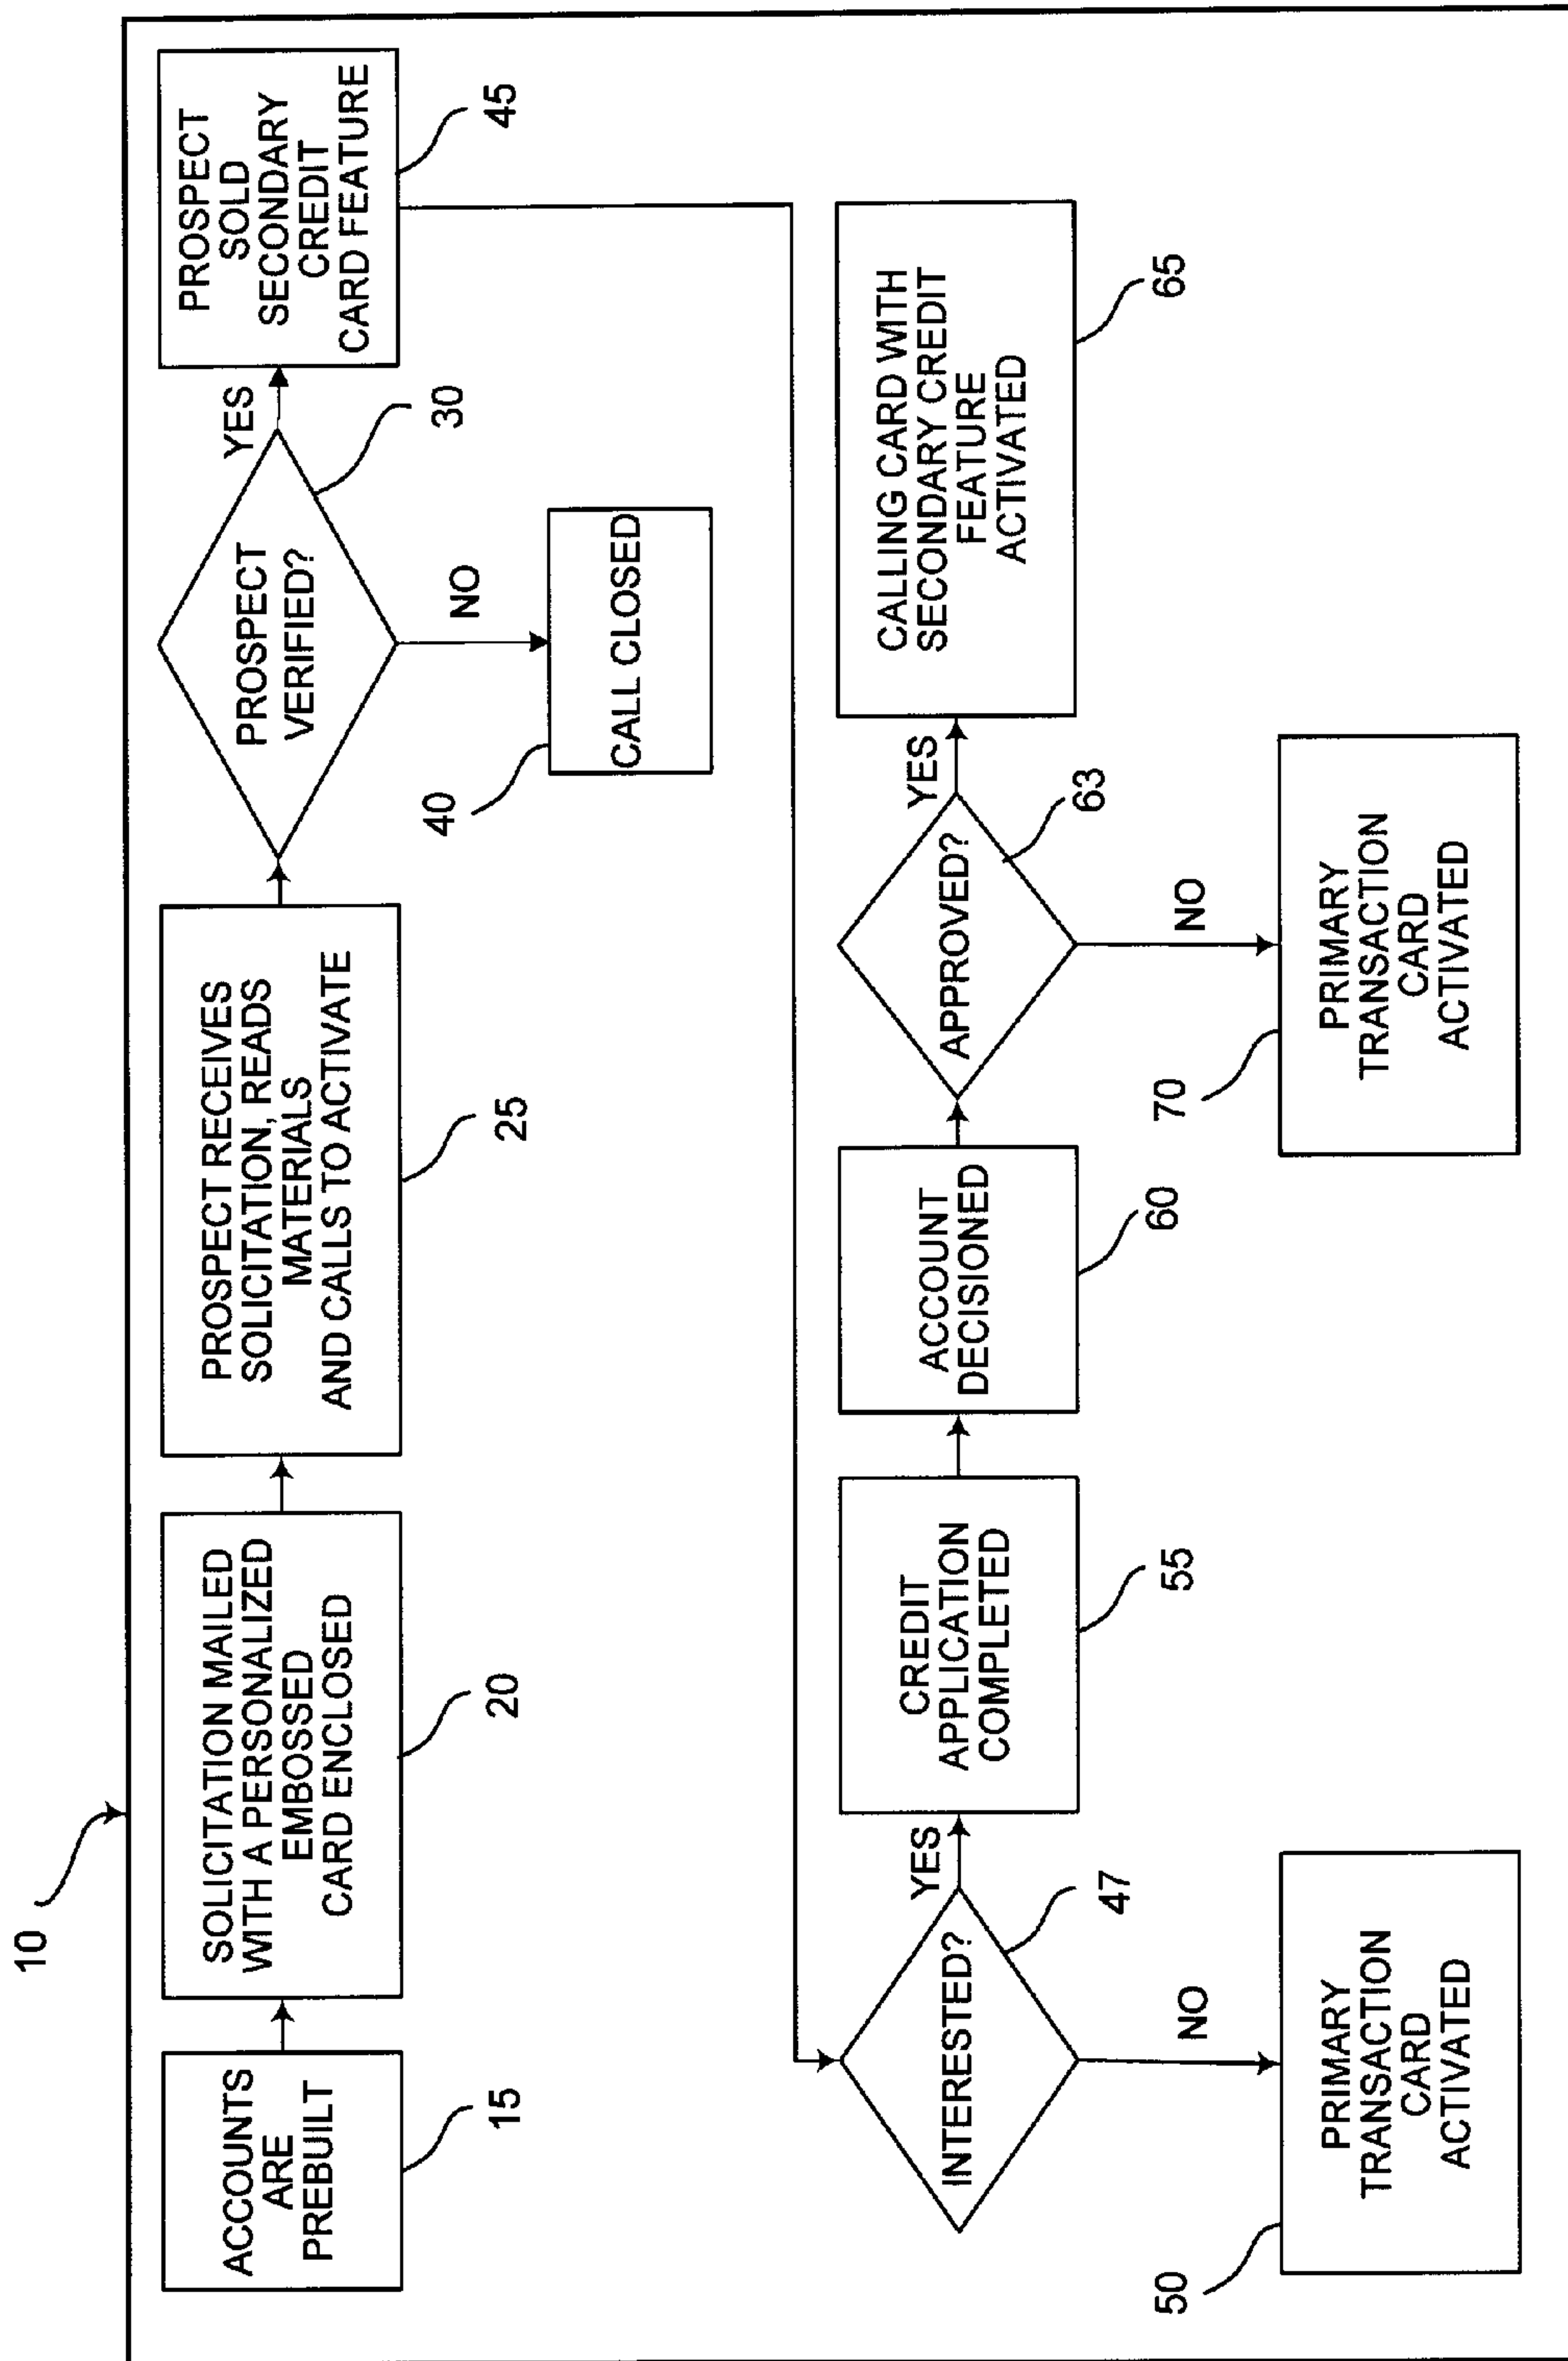 10
ACCOUNTS
ARE
PREBUILT
15
SOLICITATION MAILED
WITH A PERSONALIZED
EMBOSSED
CARD ENCLOSED
20
PROSPECT RECEIVES
SOLICITATION, READS
MATERIALS
AND CALLS TO ACTIVATE
25
PROSPECT
VERIFIED?
30
YES
NO
CALL CLOSED
40
PROSPECT
SOLD
SECONDARY
CREDIT
CARD FEATURE
45
INTERESTED?
47
YES
NO
PRIMARY
TRANSACTION
CARD
ACTIVATED
50
CREDIT
APPLICATION
COMPLETED
55
ACCOUNT
DECISIONED
60
APPROVED?
63
YES
NO
CALLING CARD WITH
SECONDARY CREDIT
FEATURE
ACTIVATED
65
PRIMARY
TRANSACTION
CARD
ACTIVATED
70